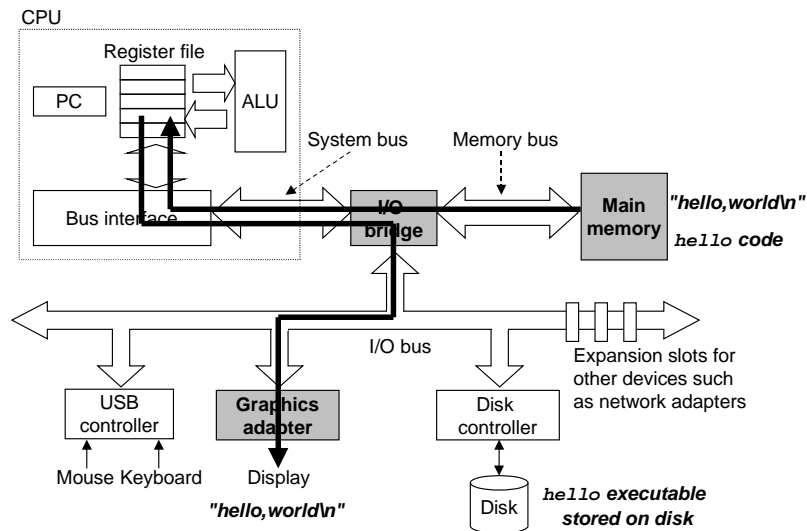 CPU
Register file
PC
ALU
System bus
Memory bus
Bus interface
I/O
bridge
Main
memory
"hello,world\n"
hello code
I/O bus
Expansion slots for
other devices such
as network adapters
USB
controller
Graphics
adapter
Disk
controller
Mouse Keyboard
Display
"hello,world\n"
Disk
hello executable
stored on disk